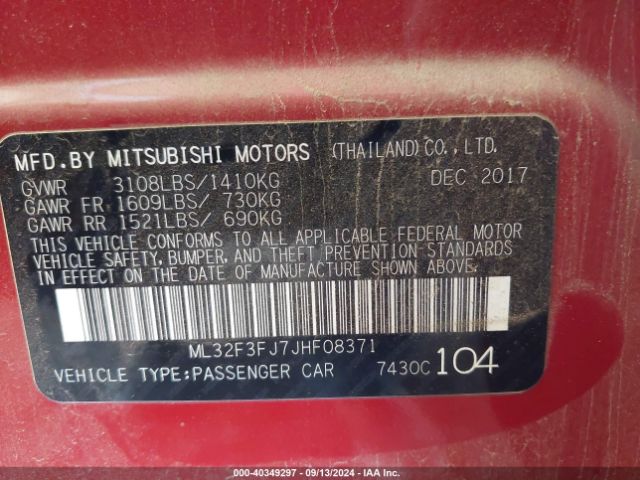 MFD.BY MITSUBISHI MOTORS (THAILAND)CO.,LTD.
GVWR 3108LBS/1410KG DEC 2017
GAWR FR 1609LBS/ 730KG
GAWR RR 1521LBS/ 690KG
THIS VEHICLE CONFORMS TO ALL APPLICABLE FEDERAL MOTOR
VEHICLE SAFETY, BUMPER, AND THEFT PREVENTION STANDARDS
IN EFFECT ON THE DATE OF MANUFACTURE SHOWN ABOVE.
ML32F3FJ7JHF08371
VEHICLE TYPE:PASSENGER CAR 7430C 104
000-40349297 - 09/13/2024 - IAA Inc.